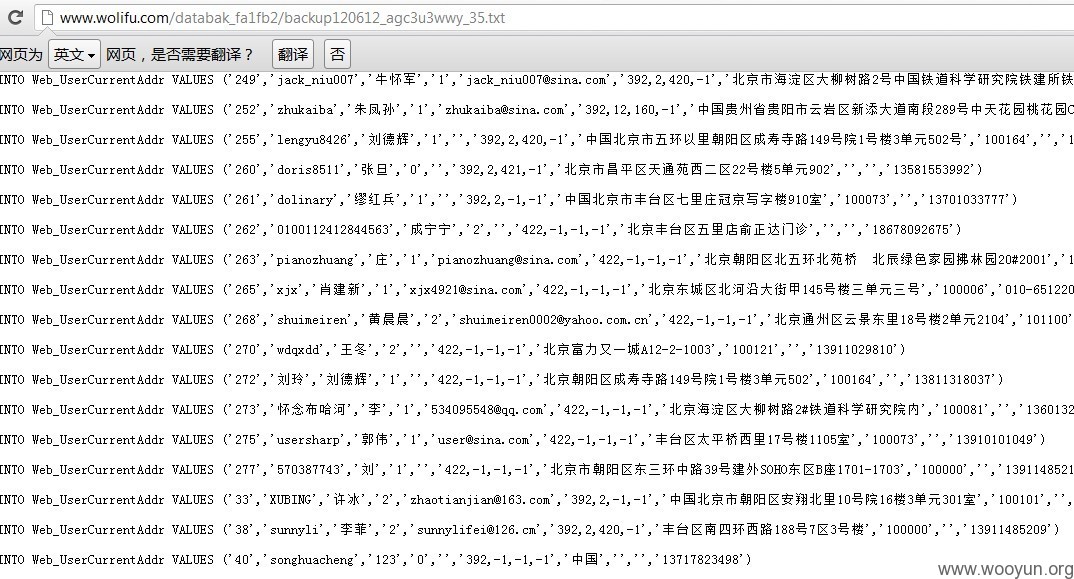 www.wolifu.com/databak_fa1fb2/backup120612_agc3u3wwy_35.txt
网页为 英文 网页，是否需要翻译？ 翻译 否
INTO Web_UserCurrentAddr VALUES ('249','jack_niu007','牛怀军','1','jack_niu007@sina.com','392,2,420,-1','北京市海淀区大柳树路2号中国铁道科学研究院铁建所铁
INTO Web_UserCurrentAddr VALUES ('252','zhukaiba','朱凤孙','1','zhukaiba@sina.com','392,12,160,-1','中国贵州省贵阳市云岩区新添大道南段289号中天花园桃花园C
INTO Web_UserCurrentAddr VALUES ('255','lengyu8426','刘德辉','1','','392,2,420,-1','中国北京市五环以里朝阳区成寿寺路149号院1号楼3单元502号','100164','','1
INTO Web_UserCurrentAddr VALUES ('260','doris8511','张旦','0','','392,2,421,-1','北京市昌平区天通苑西二区22号楼5单元902','','','13581553992')
INTO Web_UserCurrentAddr VALUES ('261','dolinary','缪红兵','1','','392,2,-1,-1','中国北京市丰台区七里庄冠京写字楼910室','100073','','13701033777')
INTO Web_UserCurrentAddr VALUES ('262','0100112412844563','成宁宁','2','','422,-1,-1,-1','北京丰台区五里店俞正达门诊','','','18678092675')
INTO Web_UserCurrentAddr VALUES ('263','pianozhuang','庄','1','pianozhuang@sina.com','422,-1,-1,-1','北京朝阳区北五环北苑桥 北辰绿色家园拂林园20#2001','1
INTO Web_UserCurrentAddr VALUES ('265','xjx','肖建新','1','xjx4921@sina.com','422,-1,-1,-1','北京东城区北河沿大街甲145号楼三单元三号','100006','010-651220
INTO Web_UserCurrentAddr VALUES ('268','shuimeiren','黄晨晨','2','shuimeiren0002@yahoo.com.cn','422,-1,-1,-1','北京通州区云景东里18号楼2单元2104','101100'
INTO Web_UserCurrentAddr VALUES ('270','wdqxdd','王冬','2','','422,-1,-1,-1','北京富力又一城A12-2-1003','100121','','13911029810')
INTO Web_UserCurrentAddr VALUES ('272','刘玲','刘德辉','1','','422,-1,-1,-1','北京朝阳区成寿寺路149号院1号楼3单元502','100164','','13811318037')
INTO Web_UserCurrentAddr VALUES ('273','怀念布哈河','李','1','534095548@qq.com','422,-1,-1,-1','北京海淀区大柳树路2#铁道科学研究院内','100081','','1360132
INTO Web_UserCurrentAddr VALUES ('275','usersharp','郭伟','1','user@sina.com','422,-1,-1,-1','丰台区太平桥西里17号楼1105室','100073','','13910101049')
INTO Web_UserCurrentAddr VALUES ('277','570387743','刘','1','','422,-1,-1,-1','北京市朝阳区东三环中路39号建外SOHO东区B座1701-1703','100000','','1391148521
INTO Web_UserCurrentAddr VALUES ('33','XUBING','许冰','2','zhaotianjian@163.com','392,2,-1,-1','中国北京市朝阳区安翔北里10号院16楼3单元301室','100101','',
INTO Web_UserCurrentAddr VALUES ('38','sunnyli','李菲','2','sunnylifei@126.cm','392,2,420,-1','丰台区南四环西路188号7区3号楼','100000','','13911485209')
INTO Web_UserCurrentAddr VALUES ('40','songhuacheng','123','0','','392,-1,-1,-1','中国','','','13717823498')
www.wooyun.org